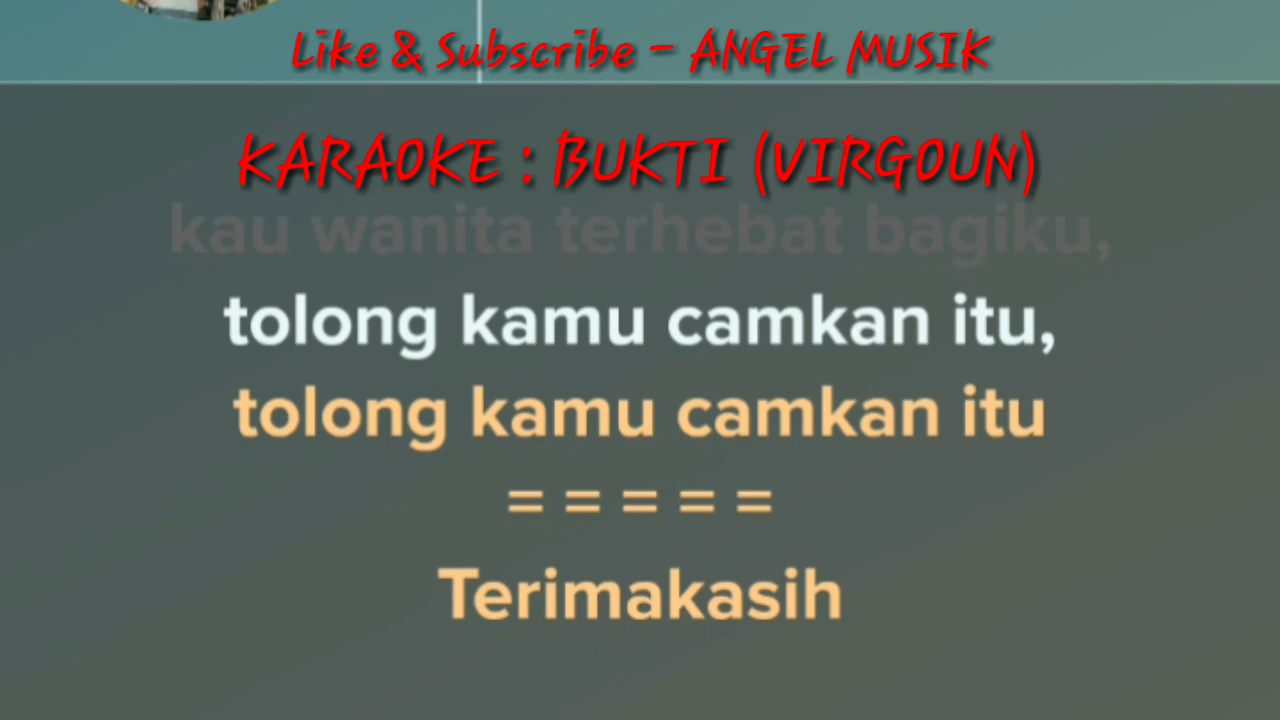 Like & Subscribe - ANGEL MUSIK
KARAOKE : BUKTI (VIRGOUN)
kau wanita terhebat bagiku,
tolong kamu camkan itu,
tolong kamu camkan itu
= = = = =
Terimakasih